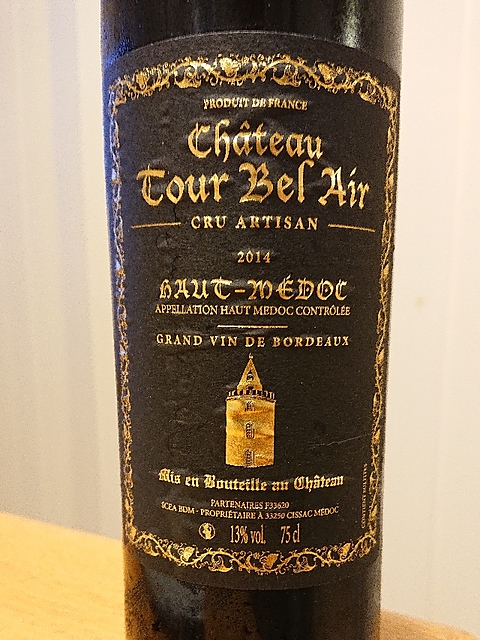 PRODUIT DE FRANCE
Château
Tour Bel Air
CRU ARTISAN
2014
HAUT-MÉDOC
APPELLATION HAUT MEDOC CONTRÔLÉE
GRAND VIN DE BORDEAUX
Mis en Bouteille au Château
PARTENAIRES F33620
SCEA BDM - PROPRIÉTAIRE À 33250 CISSAC MEDOC
13% vol. 75 cl